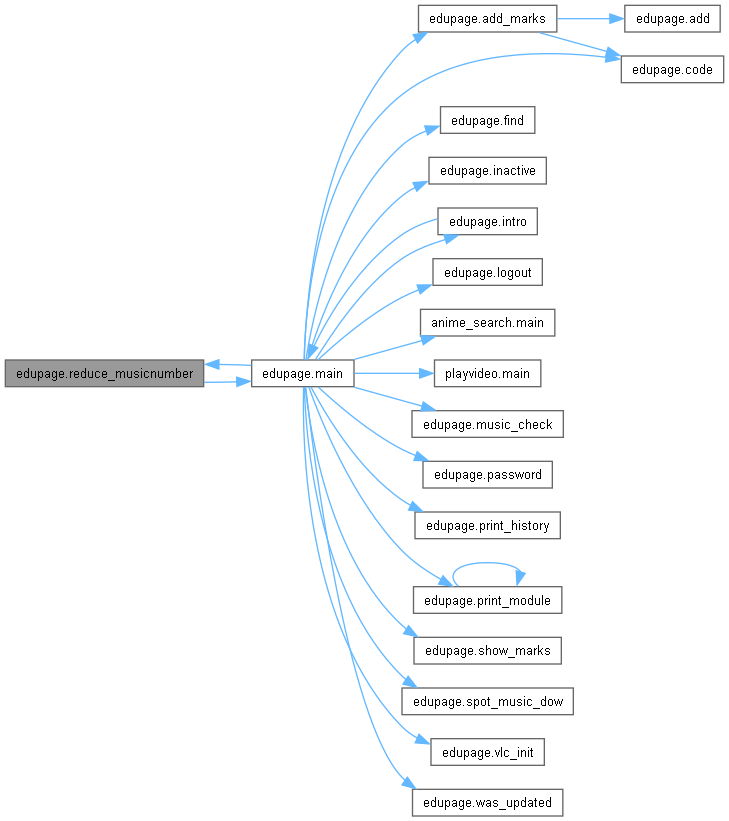 edupage.add_marks
edupage.add
edupage.code
edupage.find
edupage.inactive
edupage.intro
edupage.logout
anime_search.main
edupage.reduce_musicnumber
edupage.main
playvideo.main
edupage.music_check
edupage.password
edupage.print_history
edupage.print_module
edupage.show_marks
edupage.spot_music_dow
edupage.vlc_init
edupage.was_updated